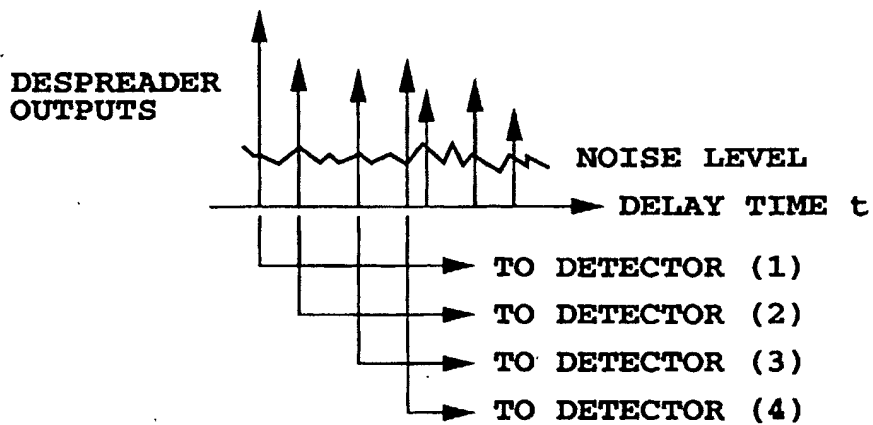 DESPREADER
OUTPUTS
NOISE LEVEL
DELAY TIME t
TO DETECTOR (1)
TO DETECTOR (2)
TO DETECTOR (3)
TO DETECTOR (4)